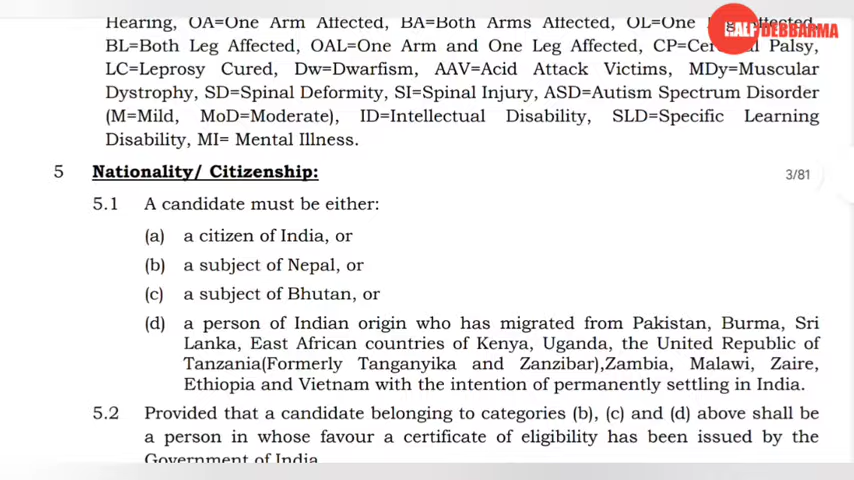 Hearing, OA=One Arm Affected, BA=Both Arms Affected, OL=One Leg Affected,
BL=Both Leg Affected, OAL=One Arm and One Leg Affected, CP=Cerebral Palsy,
LC=Leprosy Cured, Dw=Dwarfism, AAV=Acid Attack Victims, MDy=Muscular
Dystrophy, SD=Spinal Deformity, SI=Spinal Injury, ASD=Autism Spectrum Disorder
(M=Mild, MoD=Moderate), ID=Intellectual Disability, SLD=Specific Learning
Disability, MI= Mental Illness.
RALF DEBBARMA
5 Nationality/ Citizenship:
3/81
5.1 A candidate must be either:
(a) a citizen of India, or
(b) a subject of Nepal, or
(c) a subject of Bhutan, or
(d) a person of Indian origin who has migrated from Pakistan, Burma, Sri
Lanka, East African countries of Kenya, Uganda, the United Republic of
Tanzania(Formerly Tanganyika and Zanzibar),Zambia, Malawi, Zaire,
Ethiopia and Vietnam with the intention of permanently settling in India.
5.2 Provided that a candidate belonging to categories (b), (c) and (d) above shall be
a person in whose favour a certificate of eligibility has been issued by the
Government of India